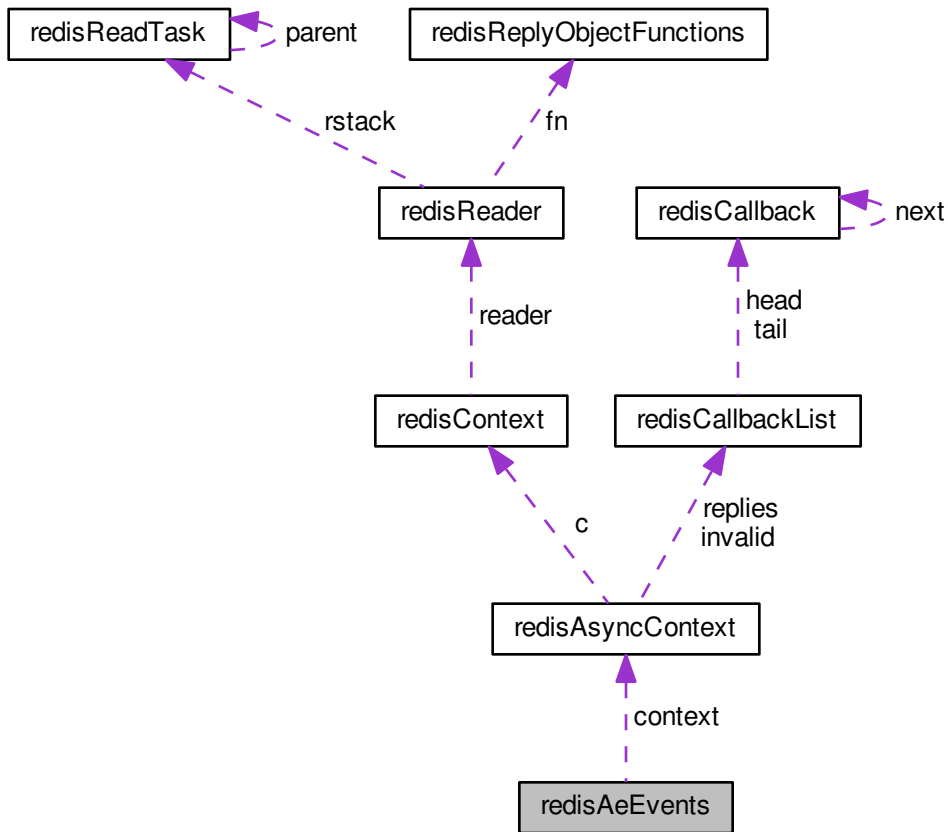 redisReadTask
parent
redisReplyObjectFunctions
rstack
fn
redisReader
redisCallback
next
reader
head
tail
redisContext
redisCallbackList
c
replies
invalid
redisAsyncContext
context
redisAeEvents